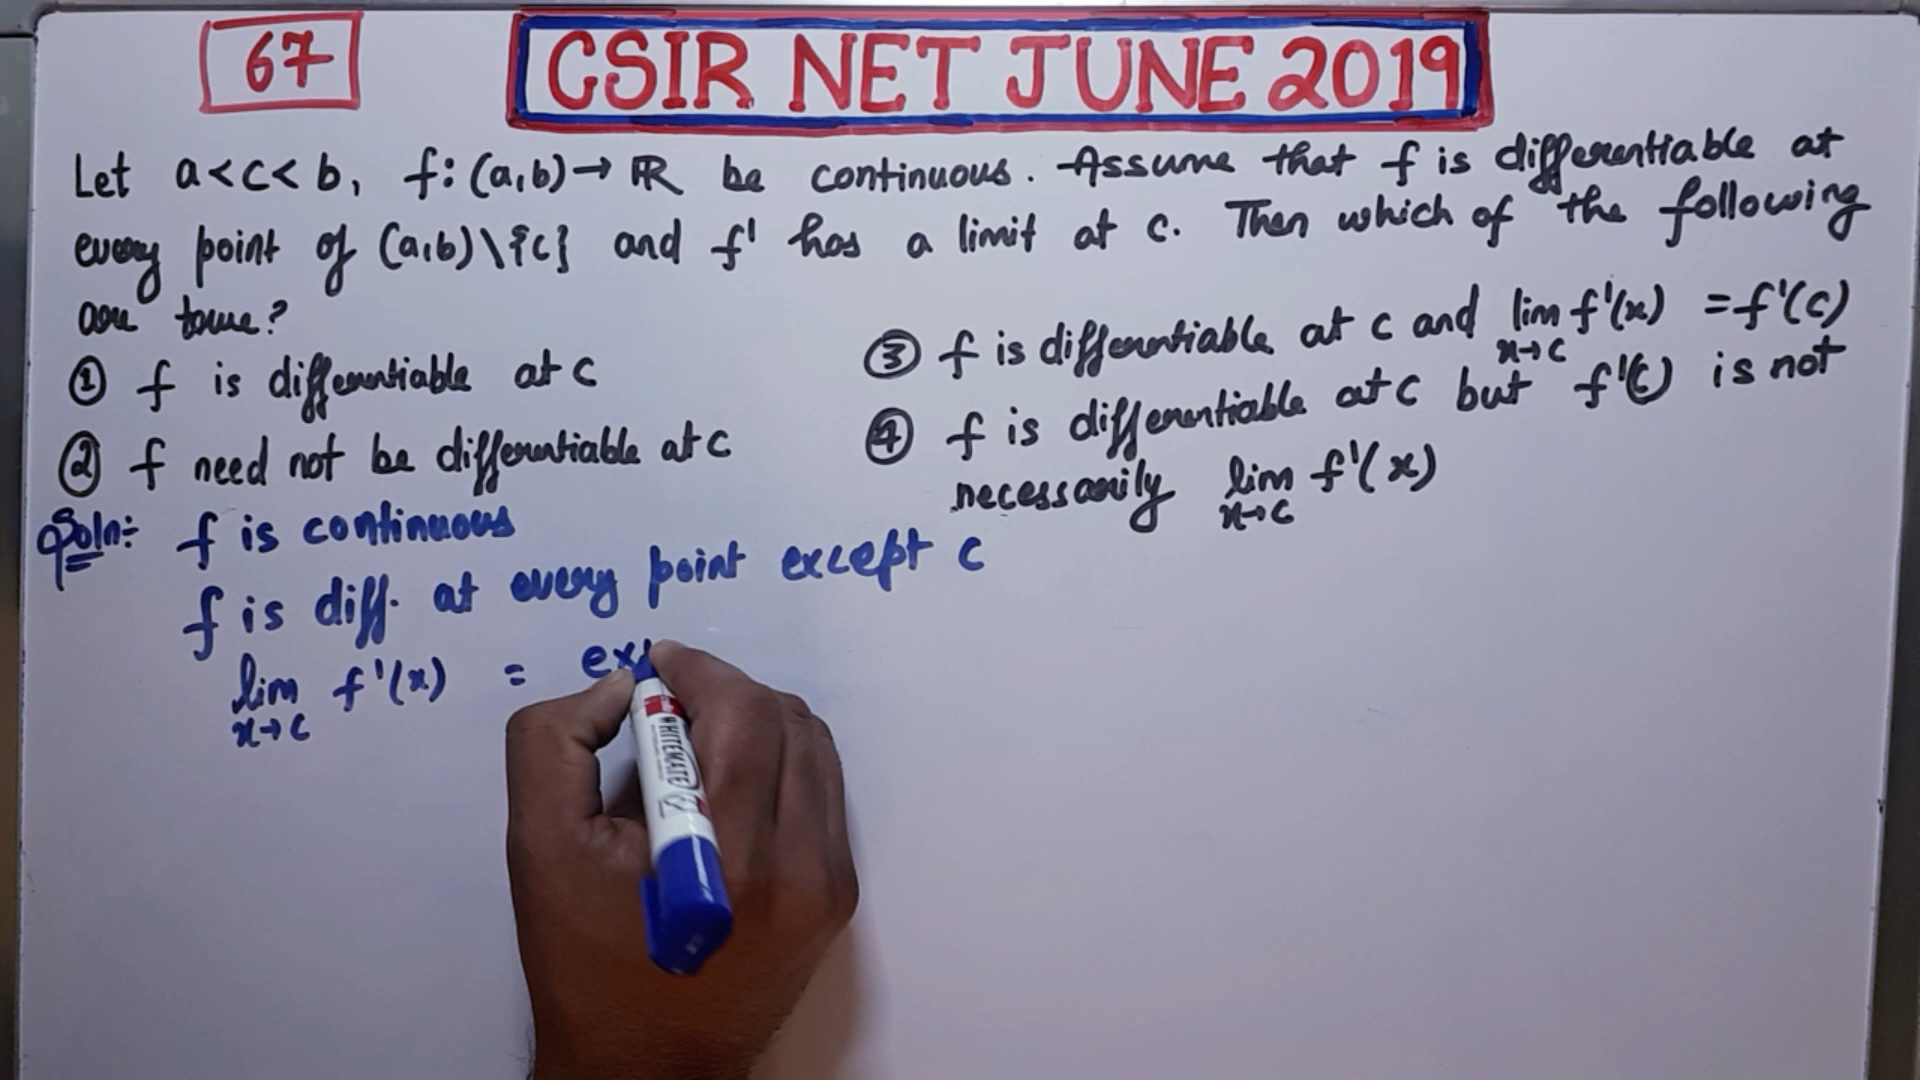 67
CSIR NET JUNE 2019
Let a<c<b, f:(a,b)→ℝ be continuous. Assume that f is differentiable at
every point of (a,b)\{c} and f' has a limit at c. Then which of the following
are true?
① f is differentiable at c
② f need not be differentiable at c
③ f is differentiable at c and lim f'(x) = f'(c)
x→c
④ f is differentiable at c but f'(c) is not
necessarily lim f'(x)
x→c
Soln: f is continuous
f is diff. at every point except c
lim f'(x) = ex
x→c
WHITEMATE